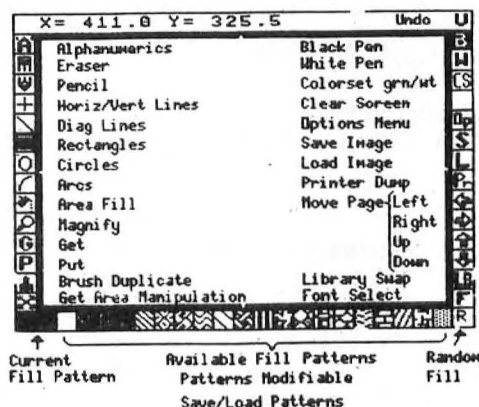 X= 411.0 Y= 325.5 Undo U
A Alphanumerics Black Pen B
Eraser White Pen W
Pencil Colorset grn/wt CS
Horiz/Vert Lines Clear Screen
Diag Lines Options Menu Op
Rectangles Save Image S
Circles Load Image L
Arcs Printer Dump Pr
Area Fill Move Page Left
Magnify Right
G Get Up
P Put Down
Brush Duplicate Library Swap LB
Get Area Manipulation Font Select F
R
Current Available Fill Patterns Random
Fill Pattern Patterns Modifiable Fill
Save/Load Patterns